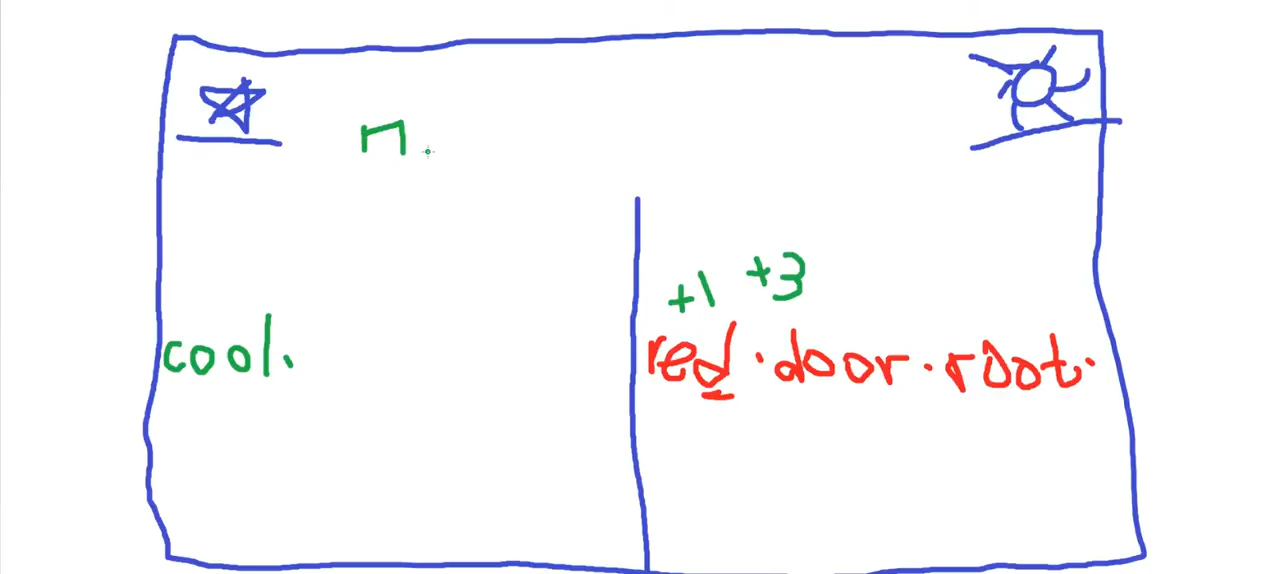 n
+1 +3
cool.
red · door · root ·